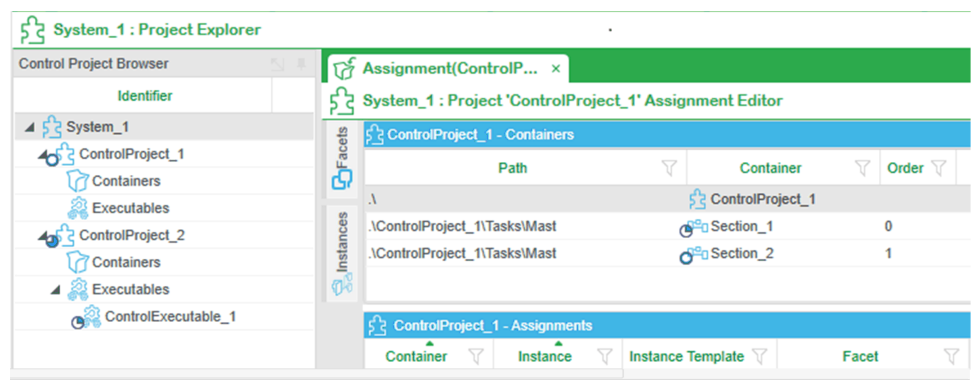 System_1 : Project Explorer
Control Project Browser
Identifier
System_1
ControlProject_1
Containers
Executables
ControlProject_2
Containers
Executables
ControlExecutable_1
Assignment(ControlP... ×
System_1 : Project 'ControlProject_1' Assignment Editor
Facets
Instances
ControlProject_1 - Containers
Path Container Order
.\ ControlProject_1
.\ControlProject_1\Tasks\Mast Section_1 0
.\ControlProject_1\Tasks\Mast Section_2 1
ControlProject_1 - Assignments
Container Instance Instance Template Facet